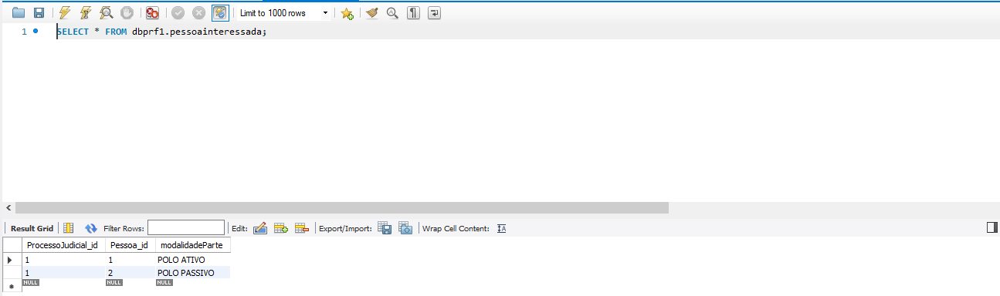 Limit to 1000 rows
1 SELECT * FROM dbprf1.pessoainteressada;
Result Grid Filter Rows: Edit: Export/Import: Wrap Cell Content:
ProcessoJudicial_id Pessoa_id modalidadeParte
1 1 POLO ATIVO
1 2 POLO PASSIVO
NULL NULL NULL